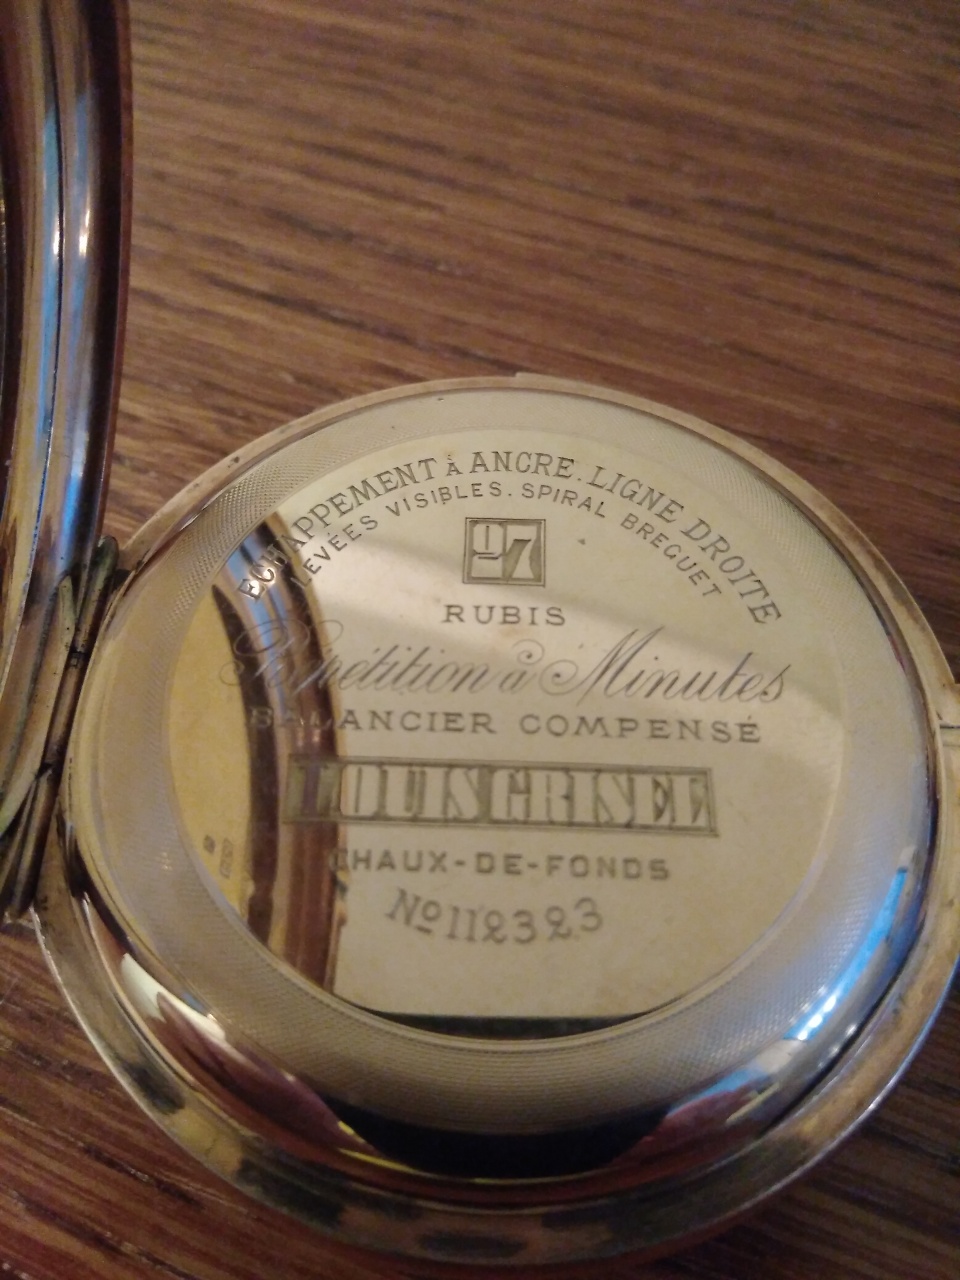 ECHAPPEMENT À ANCRE. LIGNE DROITE
LEVÉES VISIBLES. SPIRAL BREGUET
RUBIS
Répétition à Minutes
BALANCIER COMPENSÉ
LOUIS GRISEL
CHAUX-DE-FONDS
No 112323